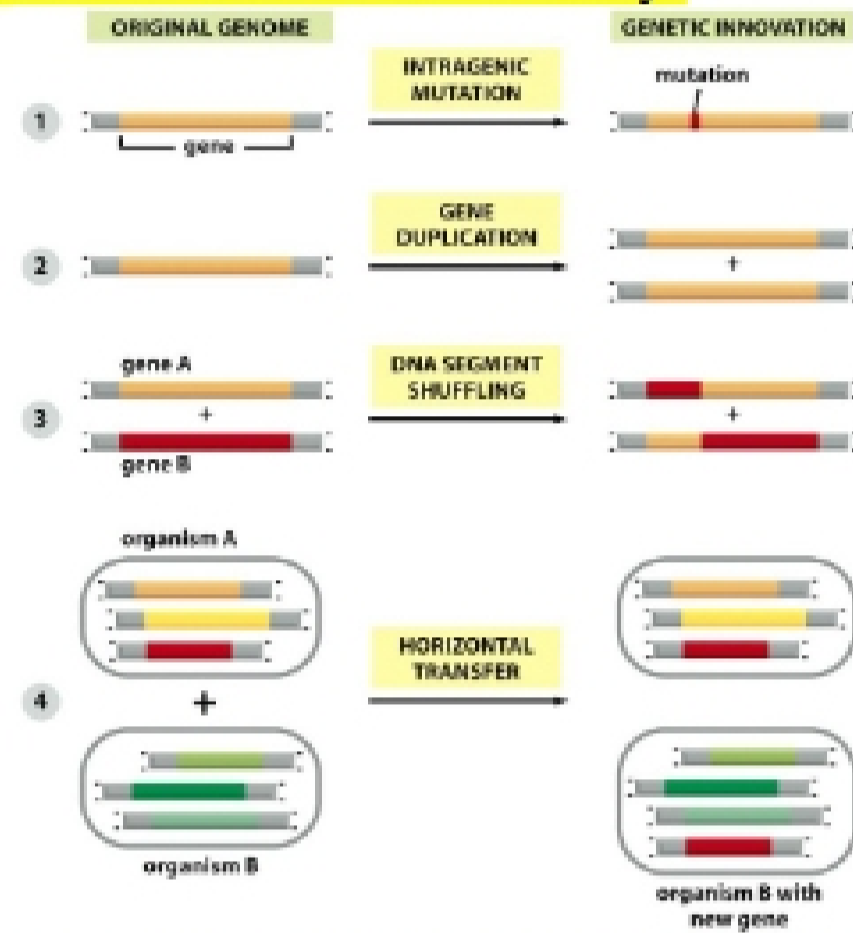 ORIGINAL GENOME
GENETIC INNOVATION
INTRAGENIC
MUTATION
mutation
1
gene
GENE
DUPLICATION
2
+
gene A
DNA SEGMENT
SHUFFLING
3
+
+
gene B
organism A
HORIZONTAL
TRANSFER
4
+
organism B
organism B with
new gene